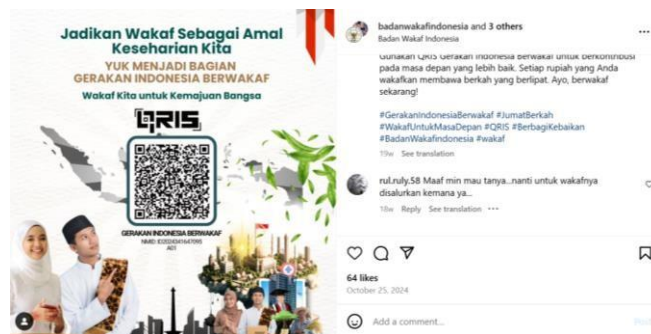 Jadikan Wakaf Sebagai Amal
Keseharian Kita
YUK MENJADI BAGIAN
GERAKAN INDONESIA BERWAKAF
Wakaf Kita untuk Kemajuan Bangsa
QRIS
GERAKAN INDONESIA BERWAKAF
A01
badanwakafindonesia and 3 others
Badan Wakaf Indonesia
Gunakan QRIS Gerakan Indonesia Berwakaf untuk berkontribusi
pada masa depan yang lebih baik. Setiap rupiah yang Anda
wakafkan membawa berkah yang berlipat. Ayo, berwakaf
sekarang!
#GerakanIndonesiaBerwakaf #JumatBerkah
#WakafUntukMasaDepan #QRIS #BerbagiKebaikan
#BadanWakafindonesia #wakaf
19w See translation
rul.ruly.58 Maaf min mau tanya...nanti untuk wakafnya
disalurkan kemana ya...
18w Reply See translation
64 likes
October 25, 2024
Add a comment...
Post